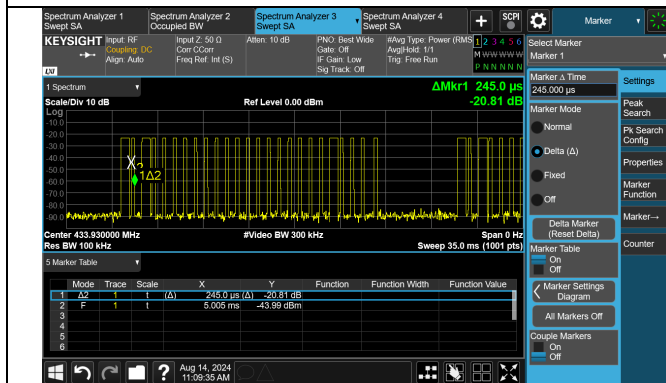 Spectrum Analyzer 1
Swept SA
Spectrum Analyzer 2
Occupied BW
Spectrum Analyzer 3
Swept SA
Spectrum Analyzer 4
Swept SA
+
SCPI
Marker
KEYSIGHT
Input: RF
Coupling: DC
Align: Auto
Input Z: 50 Ω
Corr CCorr
Freq Ref: Int (S)
Atten: 10 dB
PNO: Best Wide
Gate: Off
IF Gain: Low
Sig Track: Off
#Avg Type: Power (RMS
Avg|Hold: 1/1
Trig: Free Run
1 2 3 4 5 6
M W W W W W
P N N N N N
LXI
Select Marker
Marker 1
1 Spectrum
ΔMkr1 245.0 µs
-20.81 dB
Scale/Div 10 dB
Ref Level 0.00 dBm
Log
-10.0
-20.0
-30.0
-40.0
-50.0
-60.0
-70.0
-80.0
-90.0
X2
1Δ2
Center 433.930000 MHz
Res BW 100 kHz
#Video BW 300 kHz
Span 0 Hz
Sweep 35.0 ms (1001 pts)
5 Marker Table
Mode Trace Scale X Y Function Function Width Function Value
1 Δ2 1 t (Δ) 245.0 µs (Δ) -20.81 dB
2 F 1 t 5.005 ms -43.99 dBm
3
4
5
6
Marker Δ Time
245.000 µs
Marker Mode
Normal
Delta (Δ)
Fixed
Off
Delta Marker
(Reset Delta)
Marker Table
On
Off
Marker Settings
Diagram
All Markers Off
Couple Markers
On
Off
Settings
Peak
Search
Pk Search
Config
Properties
Marker
Function
Marker→
Counter
?
Aug 14, 2024
11:09:35 AM